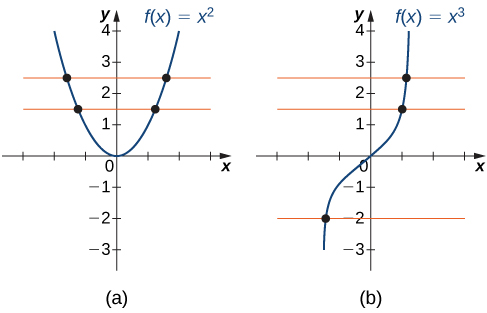 y
f(x) = x²
4
3
2
1
0
x
−1
−2
−3
(a)
y
f(x) = x³
4
3
2
1
0
x
−1
−2
−3
(b)